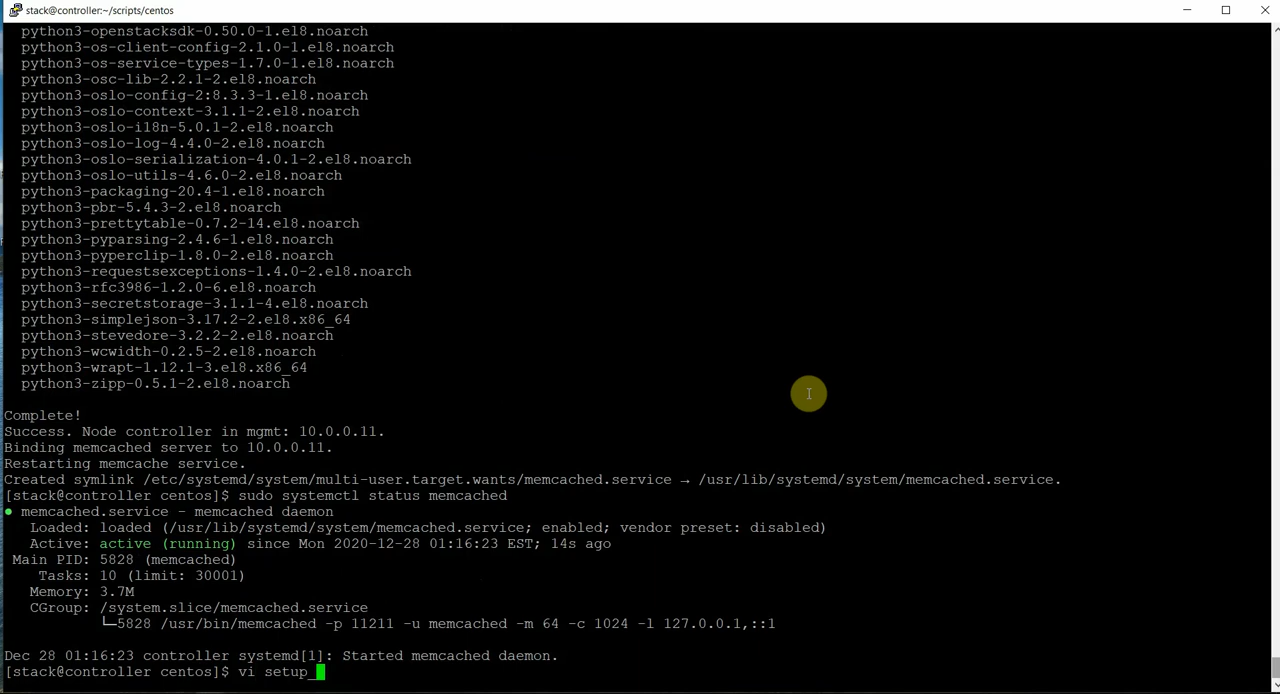 stack@controller:~/scripts/centos
python3-openstacksdk-0.50.0-1.el8.noarch
python3-os-client-config-2.1.0-1.el8.noarch
python3-os-service-types-1.7.0-1.el8.noarch
python3-osc-lib-2.2.1-2.el8.noarch
python3-oslo-config-2:8.3.3-1.el8.noarch
python3-oslo-context-3.1.1-2.el8.noarch
python3-oslo-i18n-5.0.1-2.el8.noarch
python3-oslo-log-4.4.0-2.el8.noarch
python3-oslo-serialization-4.0.1-2.el8.noarch
python3-oslo-utils-4.6.0-2.el8.noarch
python3-packaging-20.4-1.el8.noarch
python3-pbr-5.4.3-2.el8.noarch
python3-prettytable-0.7.2-14.el8.noarch
python3-pyparsing-2.4.6-1.el8.noarch
python3-pyperclip-1.8.0-2.el8.noarch
python3-requestsexceptions-1.4.0-2.el8.noarch
python3-rfc3986-1.2.0-6.el8.noarch
python3-secretstorage-3.1.1-4.el8.noarch
python3-simplejson-3.17.2-2.el8.x86_64
python3-stevedore-3.2.2-2.el8.noarch
python3-wcwidth-0.2.5-2.el8.noarch
python3-wrapt-1.12.1-3.el8.x86_64
python3-zipp-0.5.1-2.el8.noarch
Complete!
Success. Node controller in mgmt: 10.0.0.11.
Binding memcached server to 10.0.0.11.
Restarting memcache service.
Created symlink /etc/systemd/system/multi-user.target.wants/memcached.service → /usr/lib/systemd/system/memcached.service.
[stack@controller centos]$ sudo systemctl status memcached
● memcached.service - memcached daemon
Loaded: loaded (/usr/lib/systemd/system/memcached.service; enabled; vendor preset: disabled)
Active: active (running) since Mon 2020-12-28 01:16:23 EST; 14s ago
Main PID: 5828 (memcached)
Tasks: 10 (limit: 30001)
Memory: 3.7M
CGroup: /system.slice/memcached.service
└─5828 /usr/bin/memcached -p 11211 -u memcached -m 64 -c 1024 -l 127.0.0.1,::1
Dec 28 01:16:23 controller systemd[1]: Started memcached daemon.
[stack@controller centos]$ vi setup_